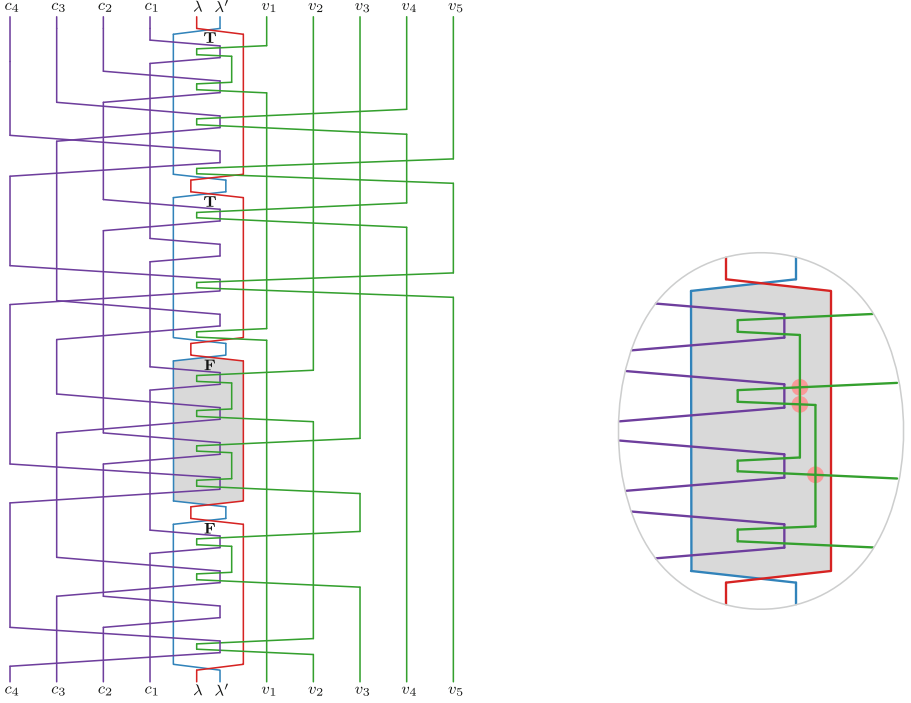 c₄ c₃ c₂ c₁ λ λ′ v₁ v₂ v₃ v₄ v₅
T
T
F
F
c₄ c₃ c₂ c₁ λ λ′ v₁ v₂ v₃ v₄ v₅